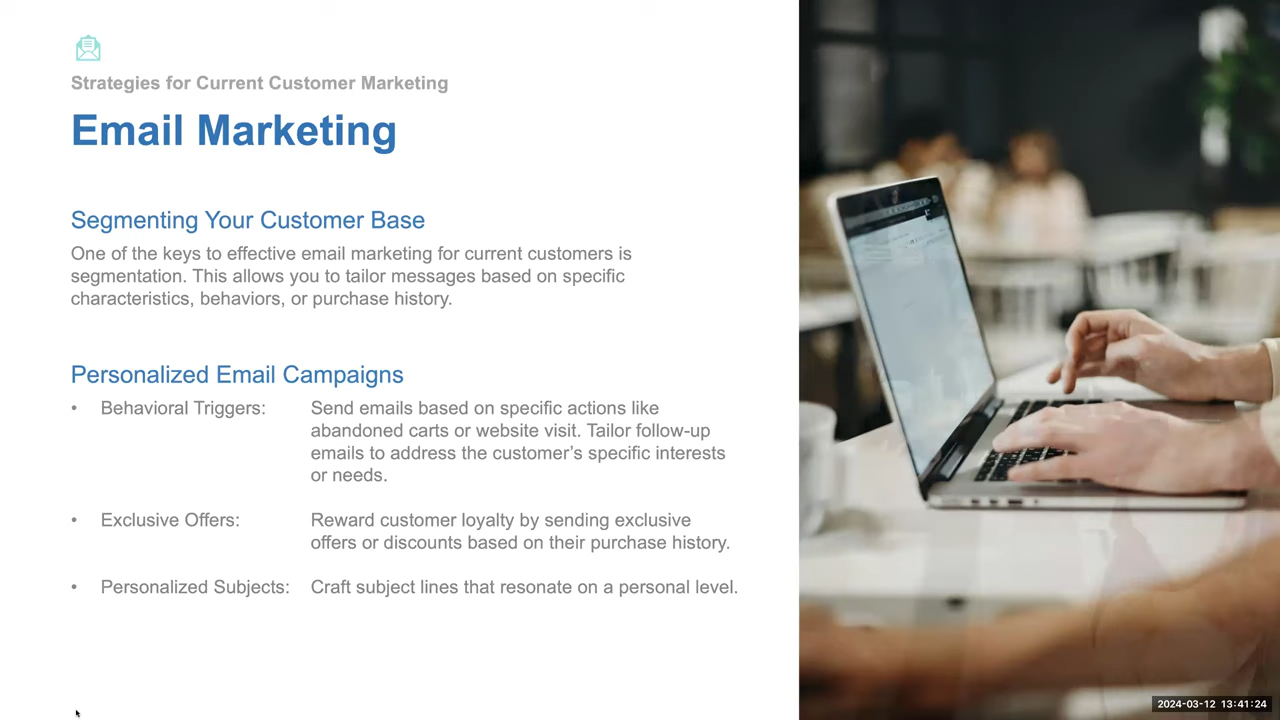 Strategies for Current Customer Marketing
Email Marketing
Segmenting Your Customer Base
One of the keys to effective email marketing for current customers is
segmentation. This allows you to tailor messages based on specific
characteristics, behaviors, or purchase history.
Personalized Email Campaigns
• Behavioral Triggers: Send emails based on specific actions like
abandoned carts or website visit. Tailor follow-up
emails to address the customer’s specific interests
or needs.
• Exclusive Offers: Reward customer loyalty by sending exclusive
offers or discounts based on their purchase history.
• Personalized Subjects: Craft subject lines that resonate on a personal level.
2024-03-12 13:41:24